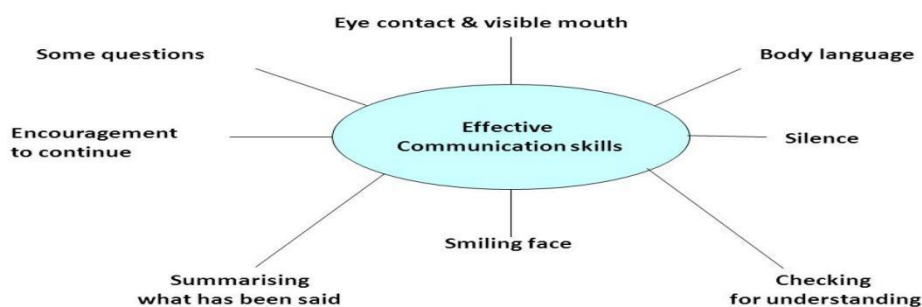 Eye contact & visible mouth
Some questions
Body language
Encouragement
to continue
Effective
Communication skills
Silence
Smiling face
Summarising
what has been said
Checking
for understanding